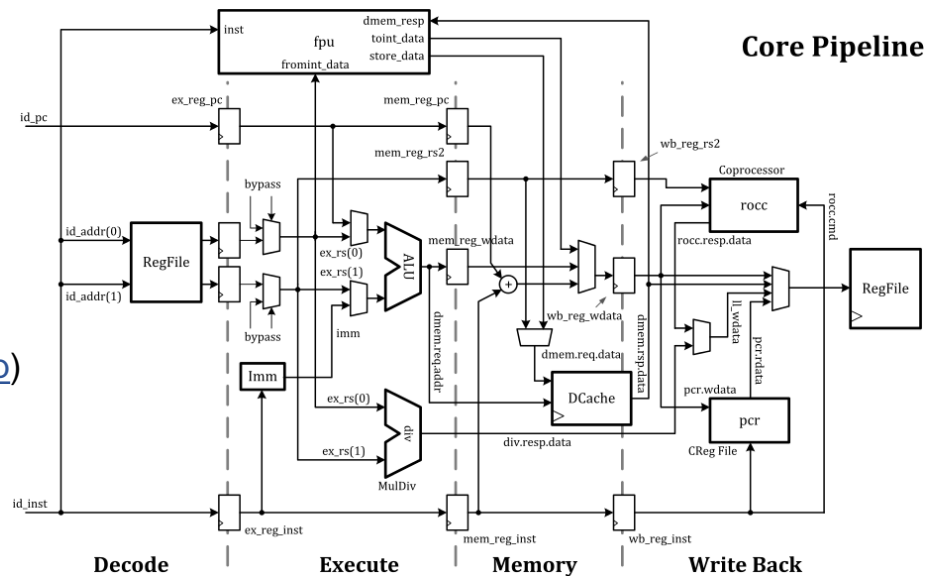 Core Pipeline
inst
fpu
dmem_resp
toint_data
store_data
fromint_data
id_pc
ex_reg_pc
mem_reg_pc
mem_reg_rs2
wb_reg_rs2
Coprocessor
rocc
rocc.cmd
rocc.resp.data
bypass
id_addr(0)
id_addr(1)
RegFile
ex_rs(0)
ex_rs(1)
ALU
mem_reg_wdata
imm
bypass
wb_reg_wdata
RegFile
ll_wdata
pcr.rdata
dmem.req.addr
dmem.req.data
dmem.rsp.data
DCache
Imm
o)
ex_rs(0)
ex_rs(1)
div
MulDiv
div.resp.data
pcr.wdata
pcr
CReg File
id_inst
ex_reg_inst
mem_reg_inst
wb_reg_inst
Decode
Execute
Memory
Write Back